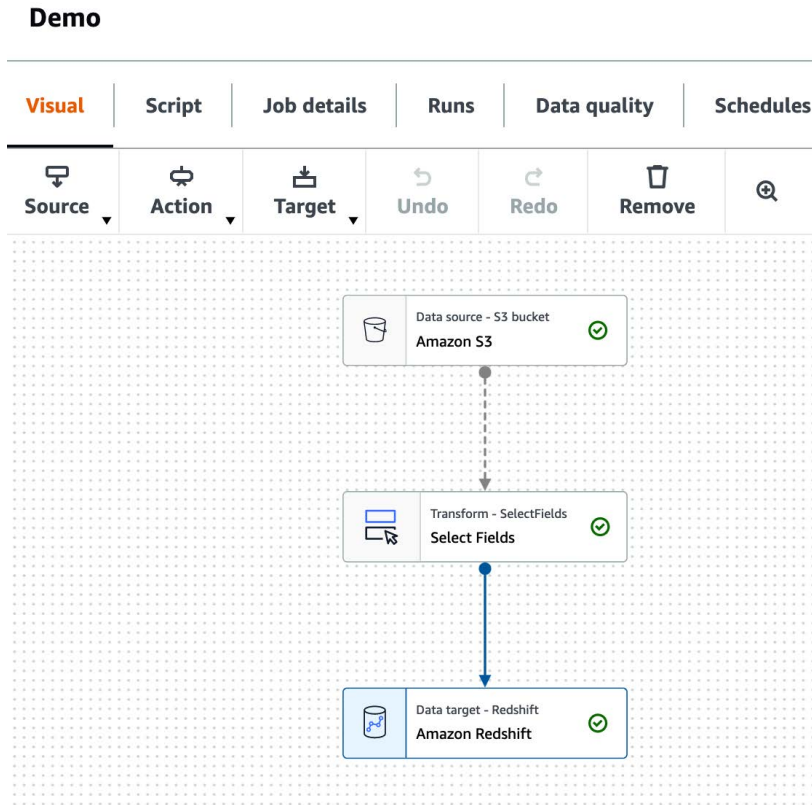 Demo
Visual Script Job details Runs Data quality Schedules
Source Action Target Undo Redo Remove
Data source - S3 bucket
Amazon S3
Transform - SelectFields
Select Fields
Data target - Redshift
Amazon Redshift